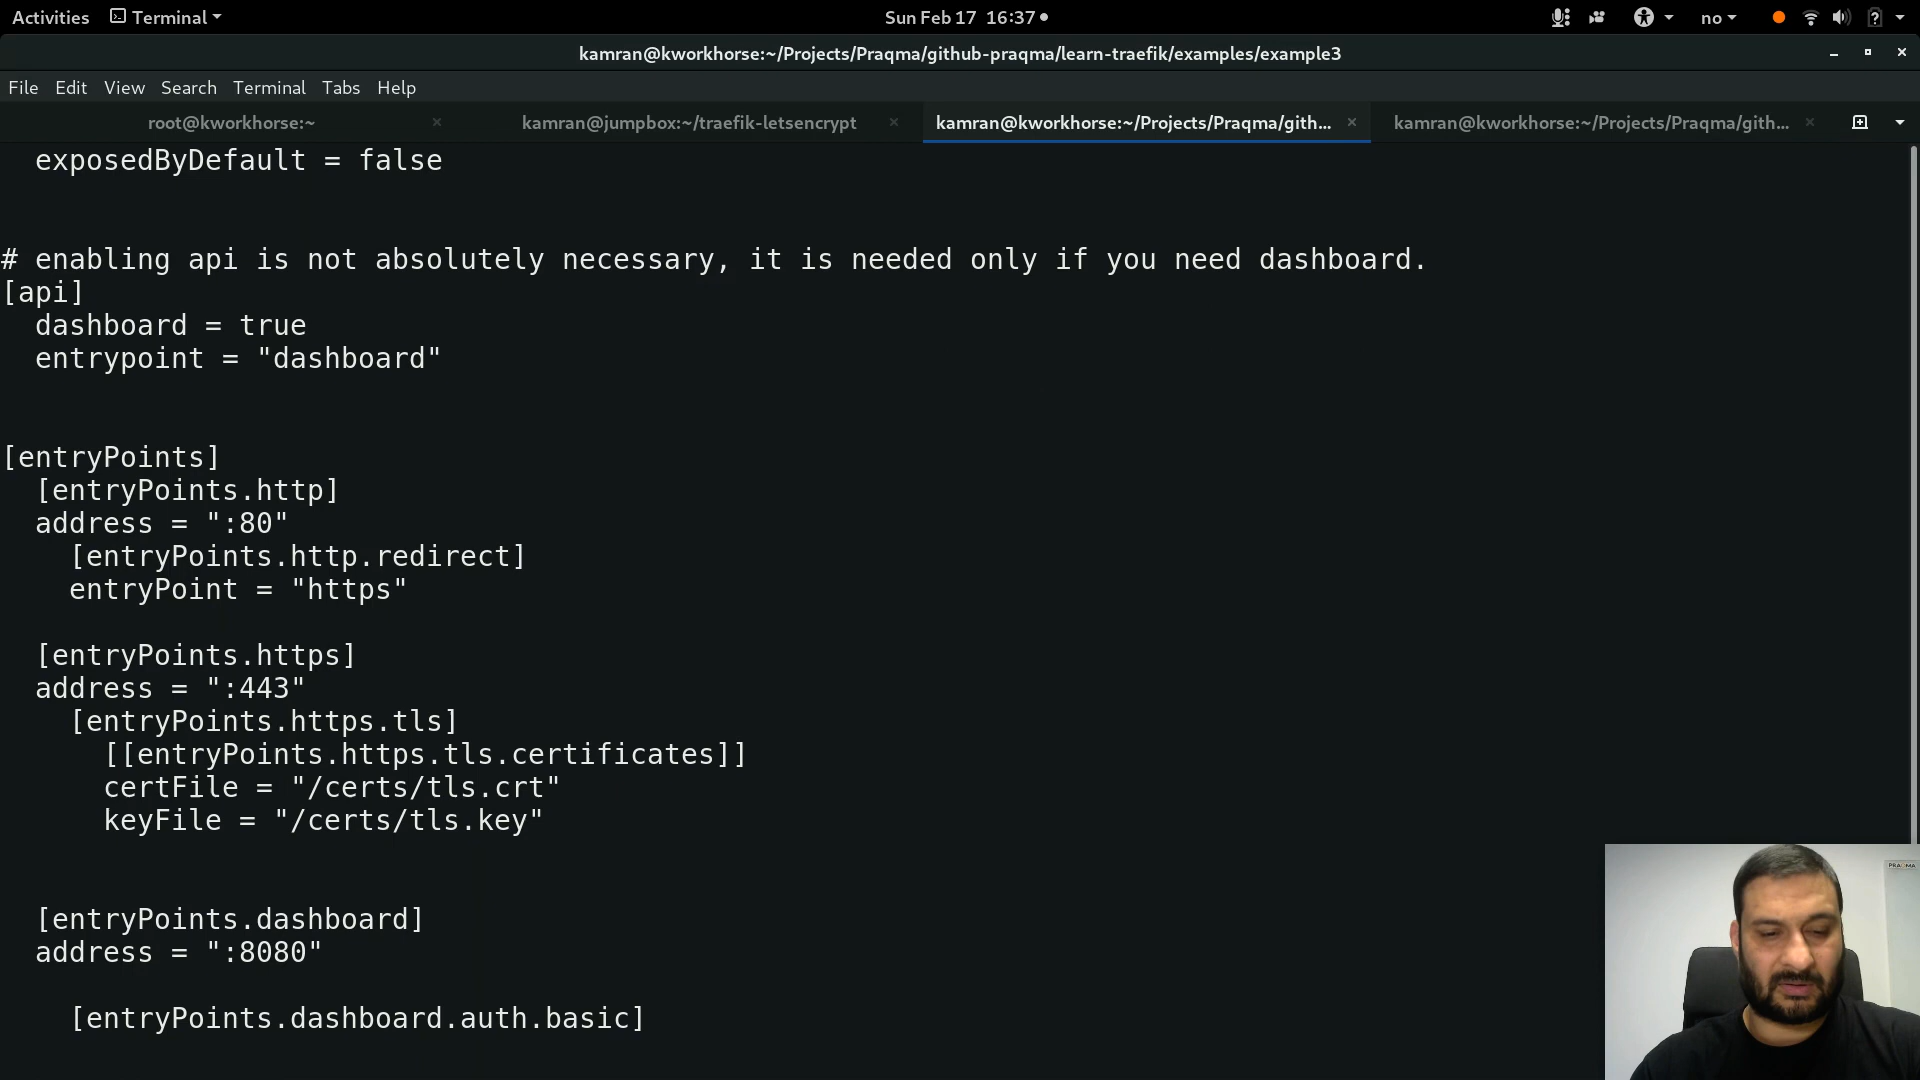 Activities Terminal Sun Feb 17 16:37 no
kamran@kworkhorse:~/Projects/Praqma/github-praqma/learn-traefik/examples/example3
File Edit View Search Terminal Tabs Help
root@kworkhorse:~ × kamran@jumpbox:~/traefik-letsencrypt × kamran@kworkhorse:~/Projects/Praqma/gith... × kamran@kworkhorse:~/Projects/Praqma/gith... ×
exposedByDefault = false
# enabling api is not absolutely necessary, it is needed only if you need dashboard.
[api]
dashboard = true
entrypoint = "dashboard"
[entryPoints]
[entryPoints.http]
address = ":80"
[entryPoints.http.redirect]
entryPoint = "https"
[entryPoints.https]
address = ":443"
[entryPoints.https.tls]
[[entryPoints.https.tls.certificates]]
certFile = "/certs/tls.crt"
keyFile = "/certs/tls.key"
[entryPoints.dashboard]
address = ":8080"
[entryPoints.dashboard.auth.basic]
PRAQMA